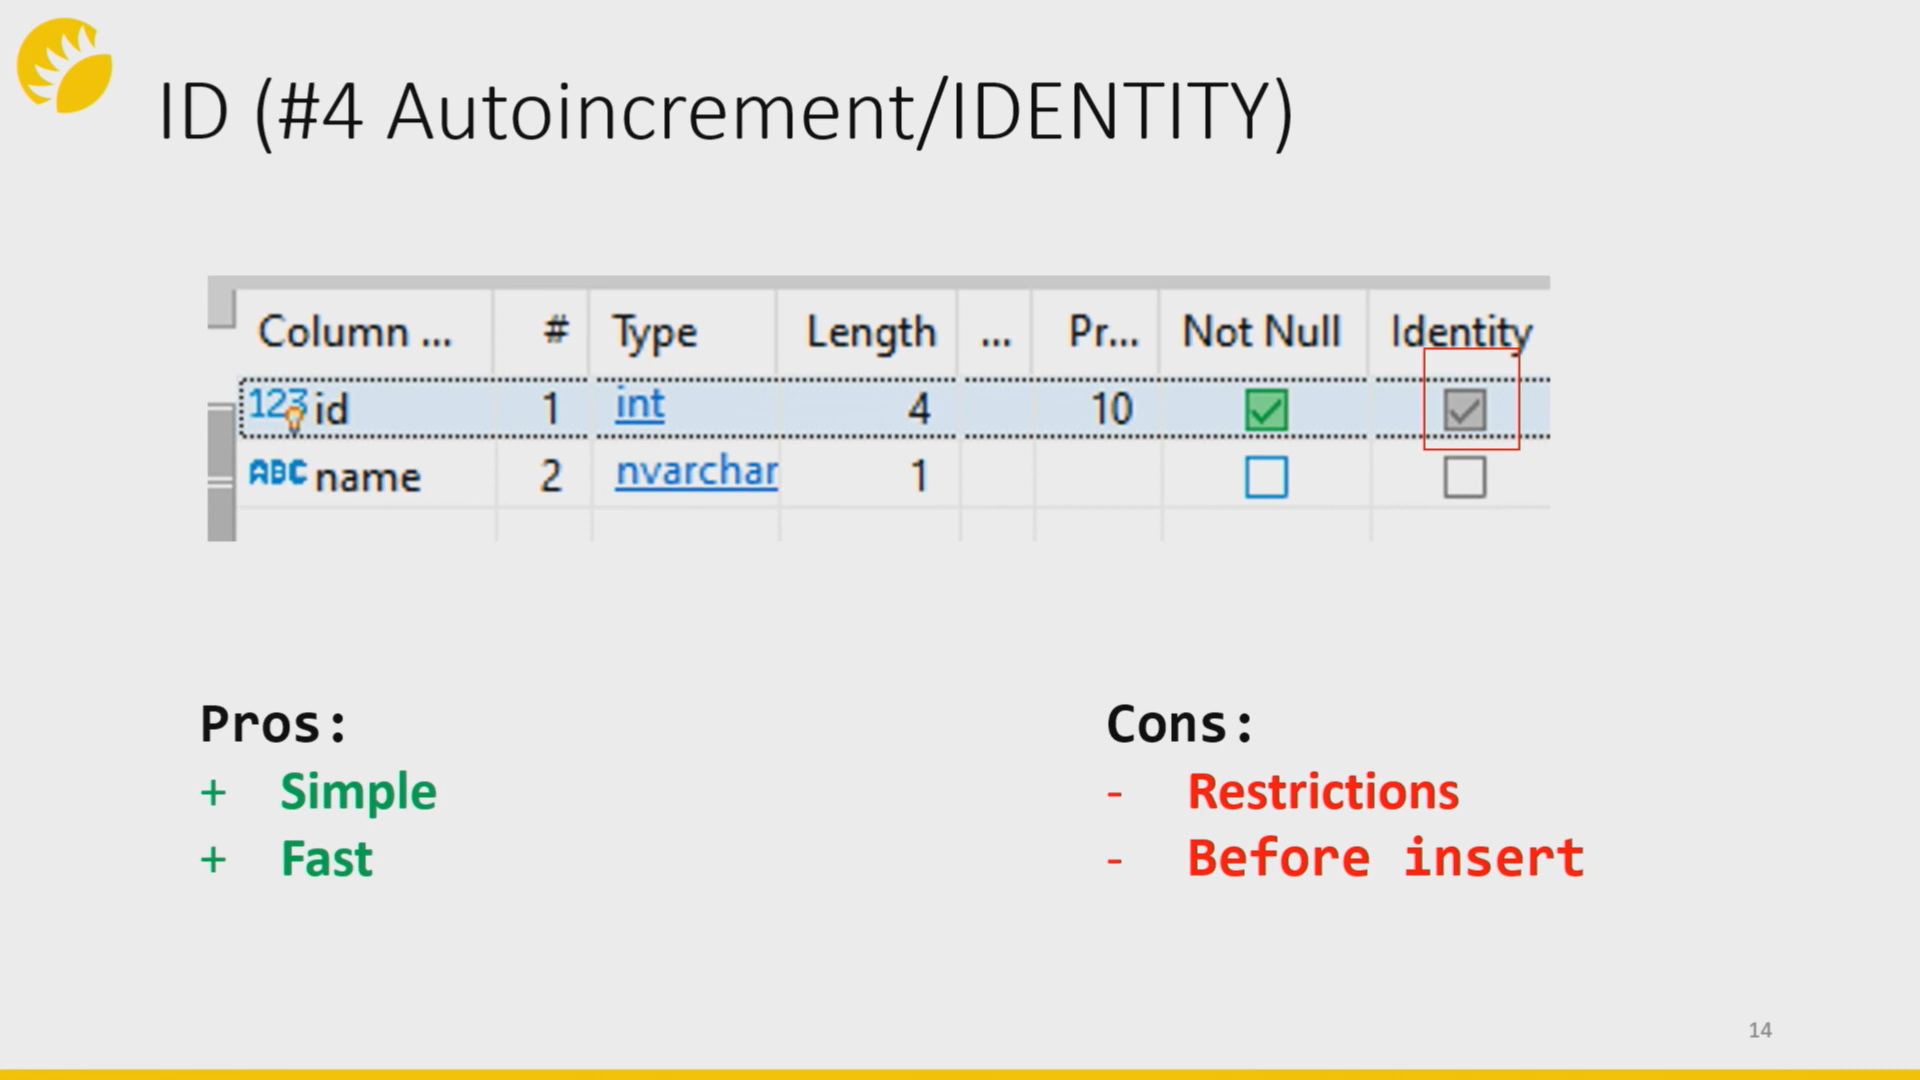 ID (#4 Autoincrement/IDENTITY)
Column ... # Type Length ... Pr... Not Null Identity
123 id 1 int 4 10
ABC name 2 nvarchar 1
Pros: Cons:
+ Simple - Restrictions
+ Fast - Before insert
14